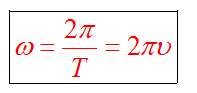 ω = 2π/T = 2πυ